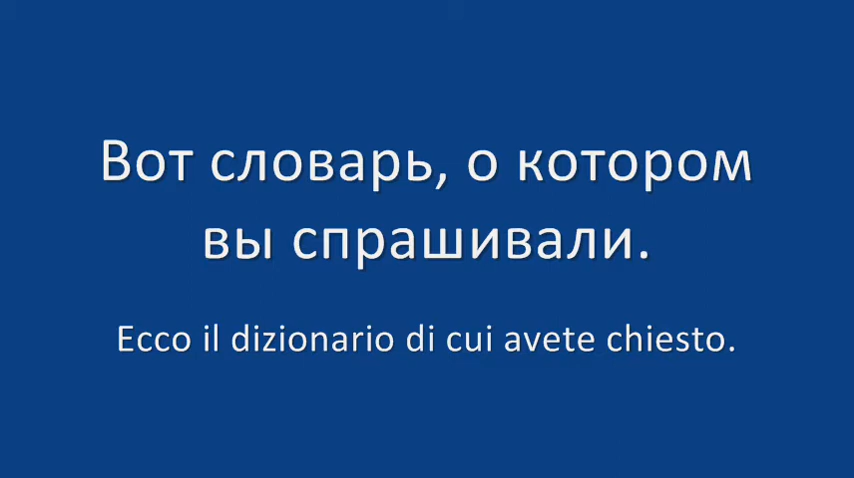 Вот словарь, о котором
вы спрашивали.
Ecco il dizionario di cui avete chiesto.